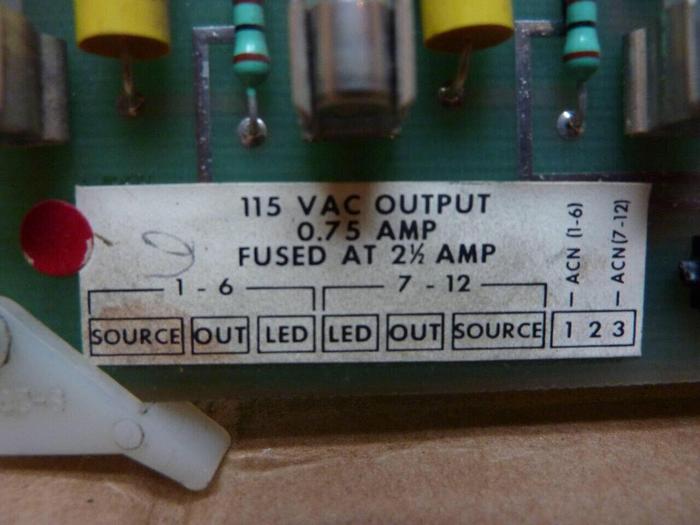 115 VAC OUTPUT
0.75 AMP
FUSED AT 2½ AMP
1 - 6
7 - 12
SOURCE OUT LED LED OUT SOURCE 1 2 3
ACN (1-6)
ACN (7-12)